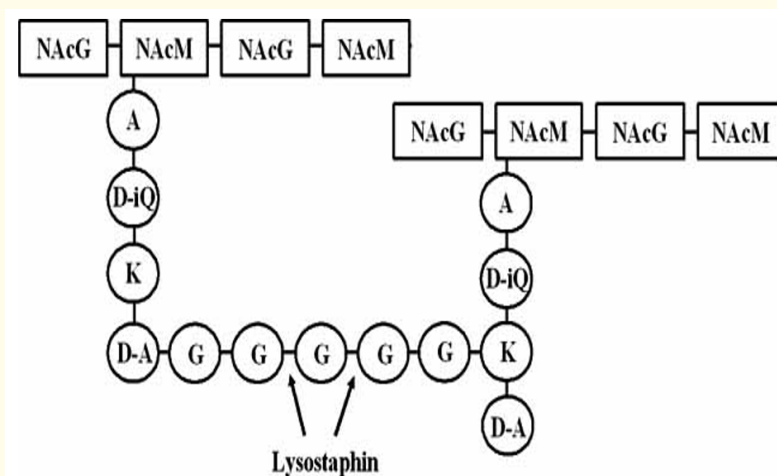 NAcG NAcM NAcG NAcM
NAcG NAcM NAcG NAcM
A
D-iQ
K
A
D-iQ
D-A G G G G G K
D-A
Lysostaphin